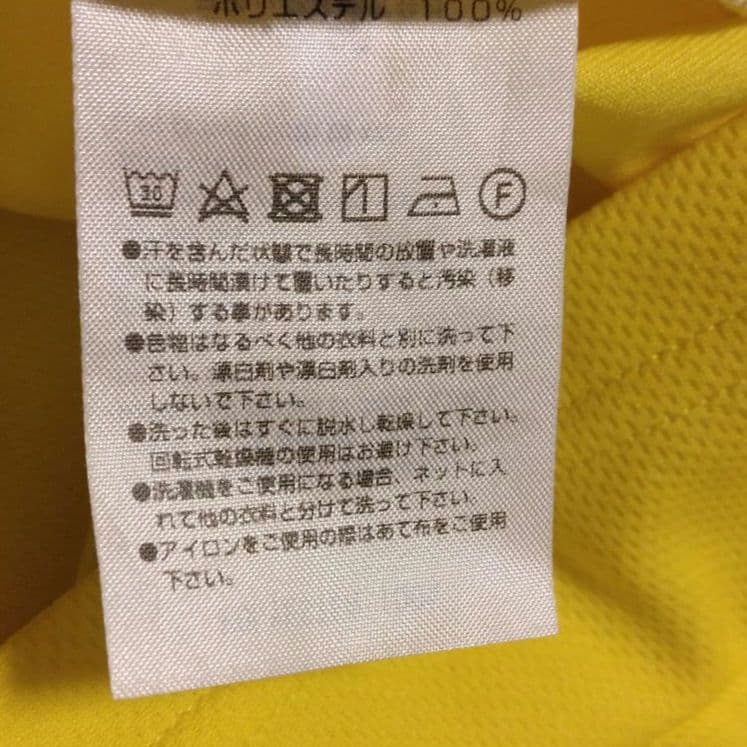 ポリエステル 100%
30 F
●汗を含んだ状態で長時間の放置や洗濯液
に長時間漬けて置いたりすると汚染（移
染）する事があります。
●色物はなるべく他の衣料と別に洗って下
さい。漂白剤や漂白剤入りの洗剤を使用
しないで下さい。
●洗った後はすぐに脱水し乾燥して下さい。
回転式乾燥機の使用はお避け下さい。
●洗濯機をご使用になる場合、ネットに入
れて他の衣料と分けて洗って下さい。
●アイロンをご使用の際はあて布をご使用
下さい。